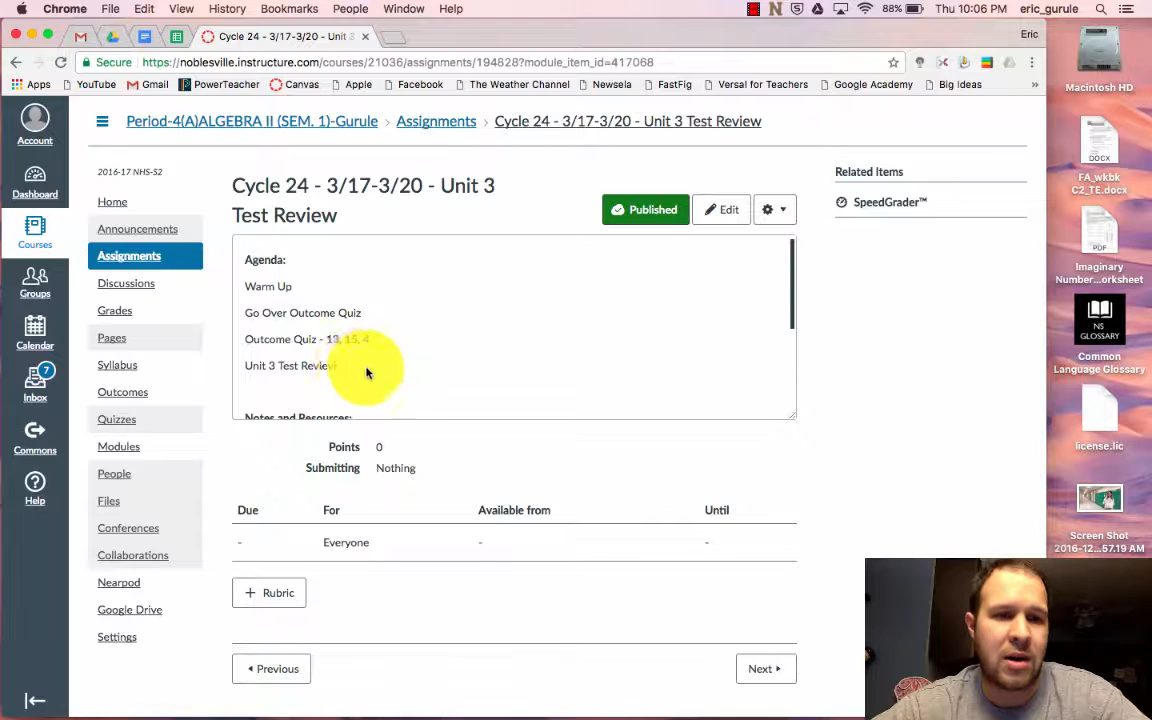 Chrome File Edit View History Bookmarks People Window Help 88% Thu 10:06 PM eric_gurule
Cycle 24 - 3/17-3/20 - Unit 3 Eric
Secure https://noblesville.instructure.com/courses/21036/assignments/194828?module_item_id=417068
Apps YouTube Gmail PowerTeacher Canvas Apple Facebook The Weather Channel Newsela FastFig Versal for Teachers Google Academy Big Ideas »
Macintosh HD
Period-4(A)ALGEBRA II (SEM. 1)-Gurule › Assignments › Cycle 24 - 3/17-3/20 - Unit 3 Test Review
Account
Dashboard
Courses
Groups
Calendar
7
Inbox
Commons
Help
2016-17 NHS-S2
Home
Announcements
Assignments
Discussions
Grades
Pages
Syllabus
Outcomes
Quizzes
Modules
People
Files
Conferences
Collaborations
Nearpod
Google Drive
Settings
Cycle 24 - 3/17-3/20 - Unit 3
Test Review
Published Edit
Agenda:
Warm Up
Go Over Outcome Quiz
Outcome Quiz - 13, 15, 4
Unit 3 Test Review
Notes and Resources:
Points 0
Submitting Nothing
Due For Available from Until
- Everyone - -
+ Rubric
Previous Next
Related Items
SpeedGrader™
DOCX
FA_wkbk
C2_TE.docx
PDF
Imaginary
Number...orksheet
NS
GLOSSARY
Common
Language Glossary
license.lic
Screen Shot
2016-12...57.19 AM